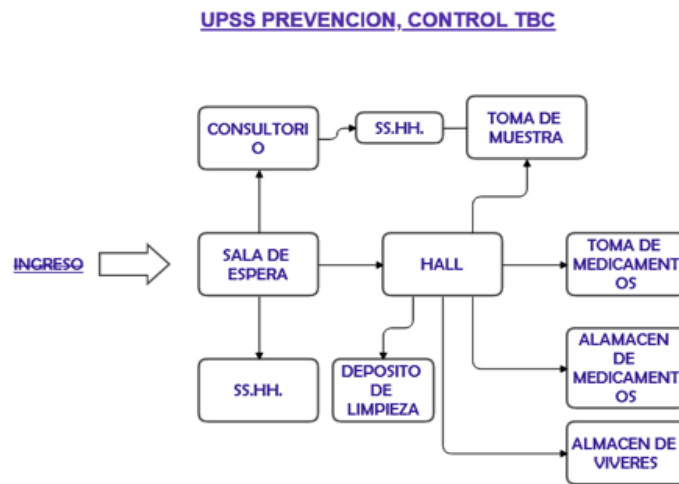 UPSS PREVENCION, CONTROL TBC
CONSULTORI
O
SS.HH.
TOMA DE
MUESTRA
INGRESO
SALA DE
ESPERA
HALL
TOMA DE
MEDICAMENT
OS
SS.HH.
DEPOSITO
DE
LIMPIEZA
ALAMACEN
DE
MEDICAMENT
OS
ALMACEN DE
VIVERES